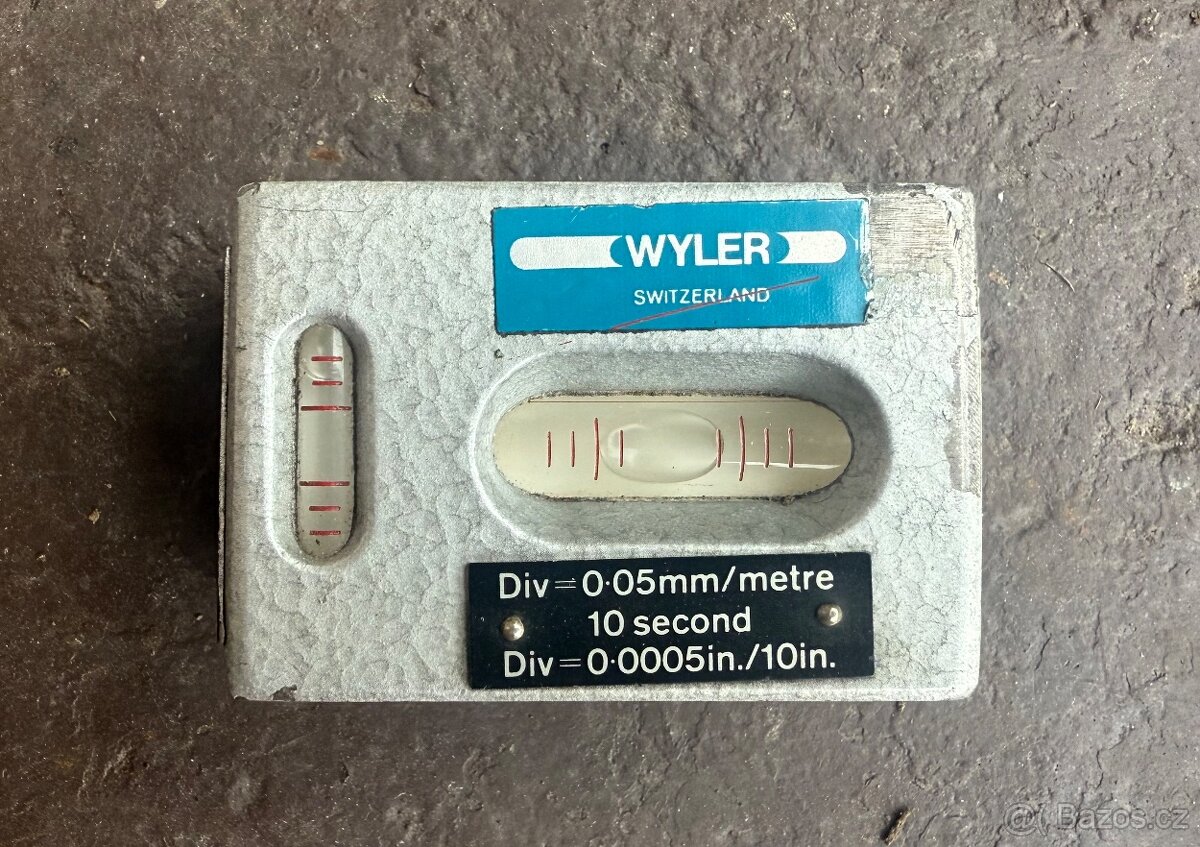 WYLER
SWITZERLAND
Div = 0·05mm/metre
10 second
Div = 0·0005in./10in.
Bazos.cz